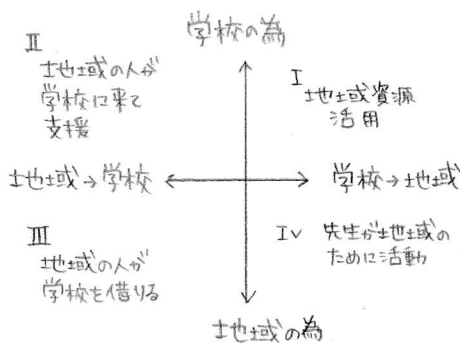 学校の為
II
地域の人が
学校に来て
支援
I
地域資源
活用
地域→学校
学校→地域
III
地域の人が
学校を借りる
IV 先生が地域の
ために活動
地域の為